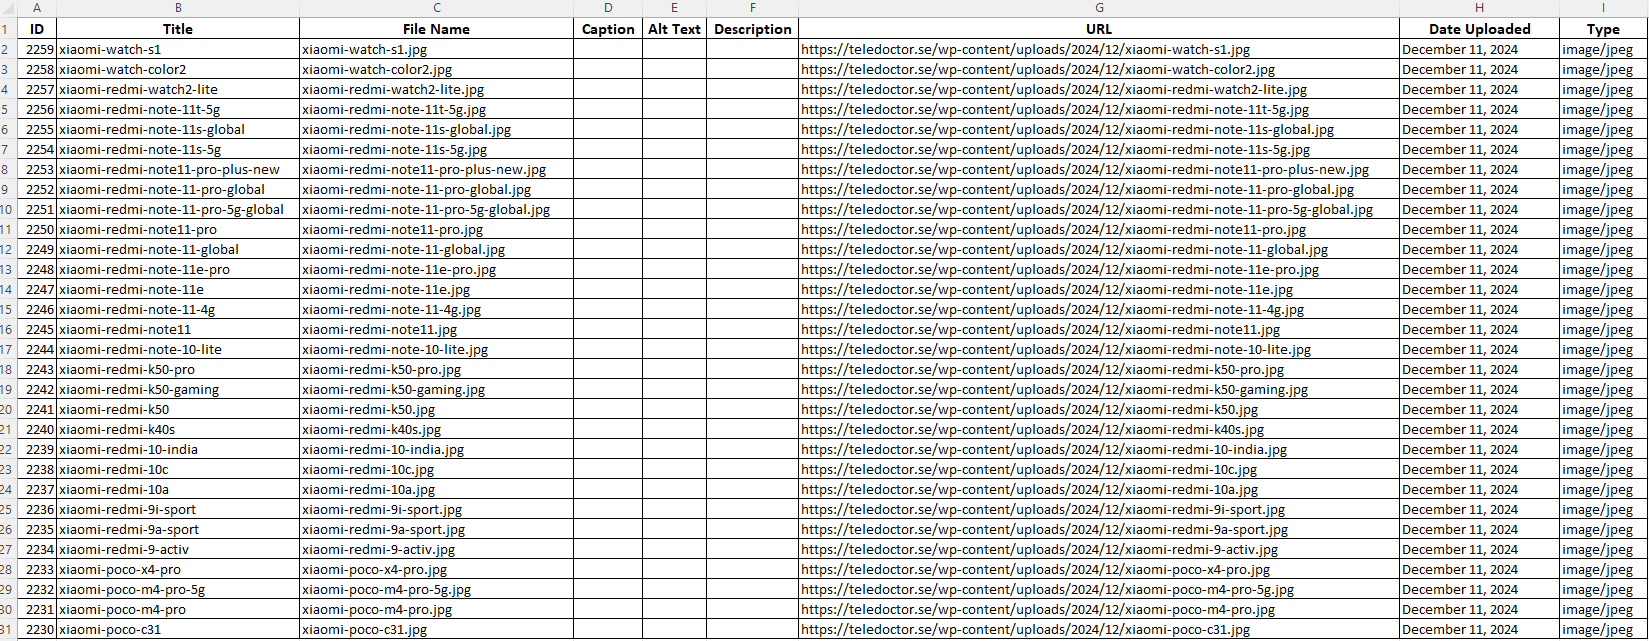 A B C D E F G H I
1 ID Title File Name Caption Alt Text Description URL Date Uploaded Type
2 2259 xiaomi-watch-s1 xiaomi-watch-s1.jpg https://teledoctor.se/wp-content/uploads/2024/12/xiaomi-watch-s1.jpg December 11, 2024 image/jpeg
3 2258 xiaomi-watch-color2 xiaomi-watch-color2.jpg https://teledoctor.se/wp-content/uploads/2024/12/xiaomi-watch-color2.jpg December 11, 2024 image/jpeg
4 2257 xiaomi-redmi-watch2-lite xiaomi-redmi-watch2-lite.jpg https://teledoctor.se/wp-content/uploads/2024/12/xiaomi-redmi-watch2-lite.jpg December 11, 2024 image/jpeg
5 2256 xiaomi-redmi-note-11t-5g xiaomi-redmi-note-11t-5g.jpg https://teledoctor.se/wp-content/uploads/2024/12/xiaomi-redmi-note-11t-5g.jpg December 11, 2024 image/jpeg
6 2255 xiaomi-redmi-note-11s-global xiaomi-redmi-note-11s-global.jpg https://teledoctor.se/wp-content/uploads/2024/12/xiaomi-redmi-note-11s-global.jpg December 11, 2024 image/jpeg
7 2254 xiaomi-redmi-note-11s-5g xiaomi-redmi-note-11s-5g.jpg https://teledoctor.se/wp-content/uploads/2024/12/xiaomi-redmi-note-11s-5g.jpg December 11, 2024 image/jpeg
8 2253 xiaomi-redmi-note11-pro-plus-new xiaomi-redmi-note11-pro-plus-new.jpg https://teledoctor.se/wp-content/uploads/2024/12/xiaomi-redmi-note11-pro-plus-new.jpg December 11, 2024 image/jpeg
9 2252 xiaomi-redmi-note-11-pro-global xiaomi-redmi-note-11-pro-global.jpg https://teledoctor.se/wp-content/uploads/2024/12/xiaomi-redmi-note-11-pro-global.jpg December 11, 2024 image/jpeg
10 2251 xiaomi-redmi-note-11-pro-5g-global xiaomi-redmi-note-11-pro-5g-global.jpg https://teledoctor.se/wp-content/uploads/2024/12/xiaomi-redmi-note-11-pro-5g-global.jpg December 11, 2024 image/jpeg
11 2250 xiaomi-redmi-note11-pro xiaomi-redmi-note11-pro.jpg https://teledoctor.se/wp-content/uploads/2024/12/xiaomi-redmi-note11-pro.jpg December 11, 2024 image/jpeg
12 2249 xiaomi-redmi-note-11-global xiaomi-redmi-note-11-global.jpg https://teledoctor.se/wp-content/uploads/2024/12/xiaomi-redmi-note-11-global.jpg December 11, 2024 image/jpeg
13 2248 xiaomi-redmi-note-11e-pro xiaomi-redmi-note-11e-pro.jpg https://teledoctor.se/wp-content/uploads/2024/12/xiaomi-redmi-note-11e-pro.jpg December 11, 2024 image/jpeg
14 2247 xiaomi-redmi-note-11e xiaomi-redmi-note-11e.jpg https://teledoctor.se/wp-content/uploads/2024/12/xiaomi-redmi-note-11e.jpg December 11, 2024 image/jpeg
15 2246 xiaomi-redmi-note-11-4g xiaomi-redmi-note-11-4g.jpg https://teledoctor.se/wp-content/uploads/2024/12/xiaomi-redmi-note-11-4g.jpg December 11, 2024 image/jpeg
16 2245 xiaomi-redmi-note11 xiaomi-redmi-note11.jpg https://teledoctor.se/wp-content/uploads/2024/12/xiaomi-redmi-note11.jpg December 11, 2024 image/jpeg
17 2244 xiaomi-redmi-note-10-lite xiaomi-redmi-note-10-lite.jpg https://teledoctor.se/wp-content/uploads/2024/12/xiaomi-redmi-note-10-lite.jpg December 11, 2024 image/jpeg
18 2243 xiaomi-redmi-k50-pro xiaomi-redmi-k50-pro.jpg https://teledoctor.se/wp-content/uploads/2024/12/xiaomi-redmi-k50-pro.jpg December 11, 2024 image/jpeg
19 2242 xiaomi-redmi-k50-gaming xiaomi-redmi-k50-gaming.jpg https://teledoctor.se/wp-content/uploads/2024/12/xiaomi-redmi-k50-gaming.jpg December 11, 2024 image/jpeg
20 2241 xiaomi-redmi-k50 xiaomi-redmi-k50.jpg https://teledoctor.se/wp-content/uploads/2024/12/xiaomi-redmi-k50.jpg December 11, 2024 image/jpeg
21 2240 xiaomi-redmi-k40s xiaomi-redmi-k40s.jpg https://teledoctor.se/wp-content/uploads/2024/12/xiaomi-redmi-k40s.jpg December 11, 2024 image/jpeg
22 2239 xiaomi-redmi-10-india xiaomi-redmi-10-india.jpg https://teledoctor.se/wp-content/uploads/2024/12/xiaomi-redmi-10-india.jpg December 11, 2024 image/jpeg
23 2238 xiaomi-redmi-10c xiaomi-redmi-10c.jpg https://teledoctor.se/wp-content/uploads/2024/12/xiaomi-redmi-10c.jpg December 11, 2024 image/jpeg
24 2237 xiaomi-redmi-10a xiaomi-redmi-10a.jpg https://teledoctor.se/wp-content/uploads/2024/12/xiaomi-redmi-10a.jpg December 11, 2024 image/jpeg
25 2236 xiaomi-redmi-9i-sport xiaomi-redmi-9i-sport.jpg https://teledoctor.se/wp-content/uploads/2024/12/xiaomi-redmi-9i-sport.jpg December 11, 2024 image/jpeg
26 2235 xiaomi-redmi-9a-sport xiaomi-redmi-9a-sport.jpg https://teledoctor.se/wp-content/uploads/2024/12/xiaomi-redmi-9a-sport.jpg December 11, 2024 image/jpeg
27 2234 xiaomi-redmi-9-activ xiaomi-redmi-9-activ.jpg https://teledoctor.se/wp-content/uploads/2024/12/xiaomi-redmi-9-activ.jpg December 11, 2024 image/jpeg
28 2233 xiaomi-poco-x4-pro xiaomi-poco-x4-pro.jpg https://teledoctor.se/wp-content/uploads/2024/12/xiaomi-poco-x4-pro.jpg December 11, 2024 image/jpeg
29 2232 xiaomi-poco-m4-pro-5g xiaomi-poco-m4-pro-5g.jpg https://teledoctor.se/wp-content/uploads/2024/12/xiaomi-poco-m4-pro-5g.jpg December 11, 2024 image/jpeg
30 2231 xiaomi-poco-m4-pro xiaomi-poco-m4-pro.jpg https://teledoctor.se/wp-content/uploads/2024/12/xiaomi-poco-m4-pro.jpg December 11, 2024 image/jpeg
31 2230 xiaomi-poco-c31 xiaomi-poco-c31.jpg https://teledoctor.se/wp-content/uploads/2024/12/xiaomi-poco-c31.jpg December 11, 2024 image/jpeg